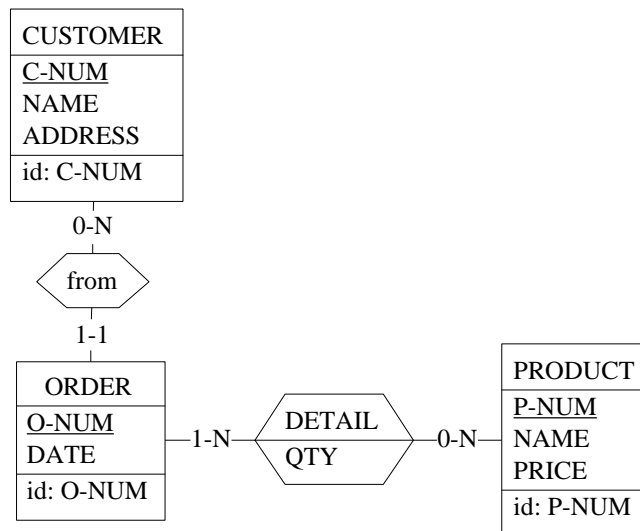 CUSTOMER
C-NUM
NAME
ADDRESS
id: C-NUM
0-N
from
1-1
ORDER
O-NUM
DATE
id: O-NUM
1-N
DETAIL
QTY
0-N
PRODUCT
P-NUM
NAME
PRICE
id: P-NUM